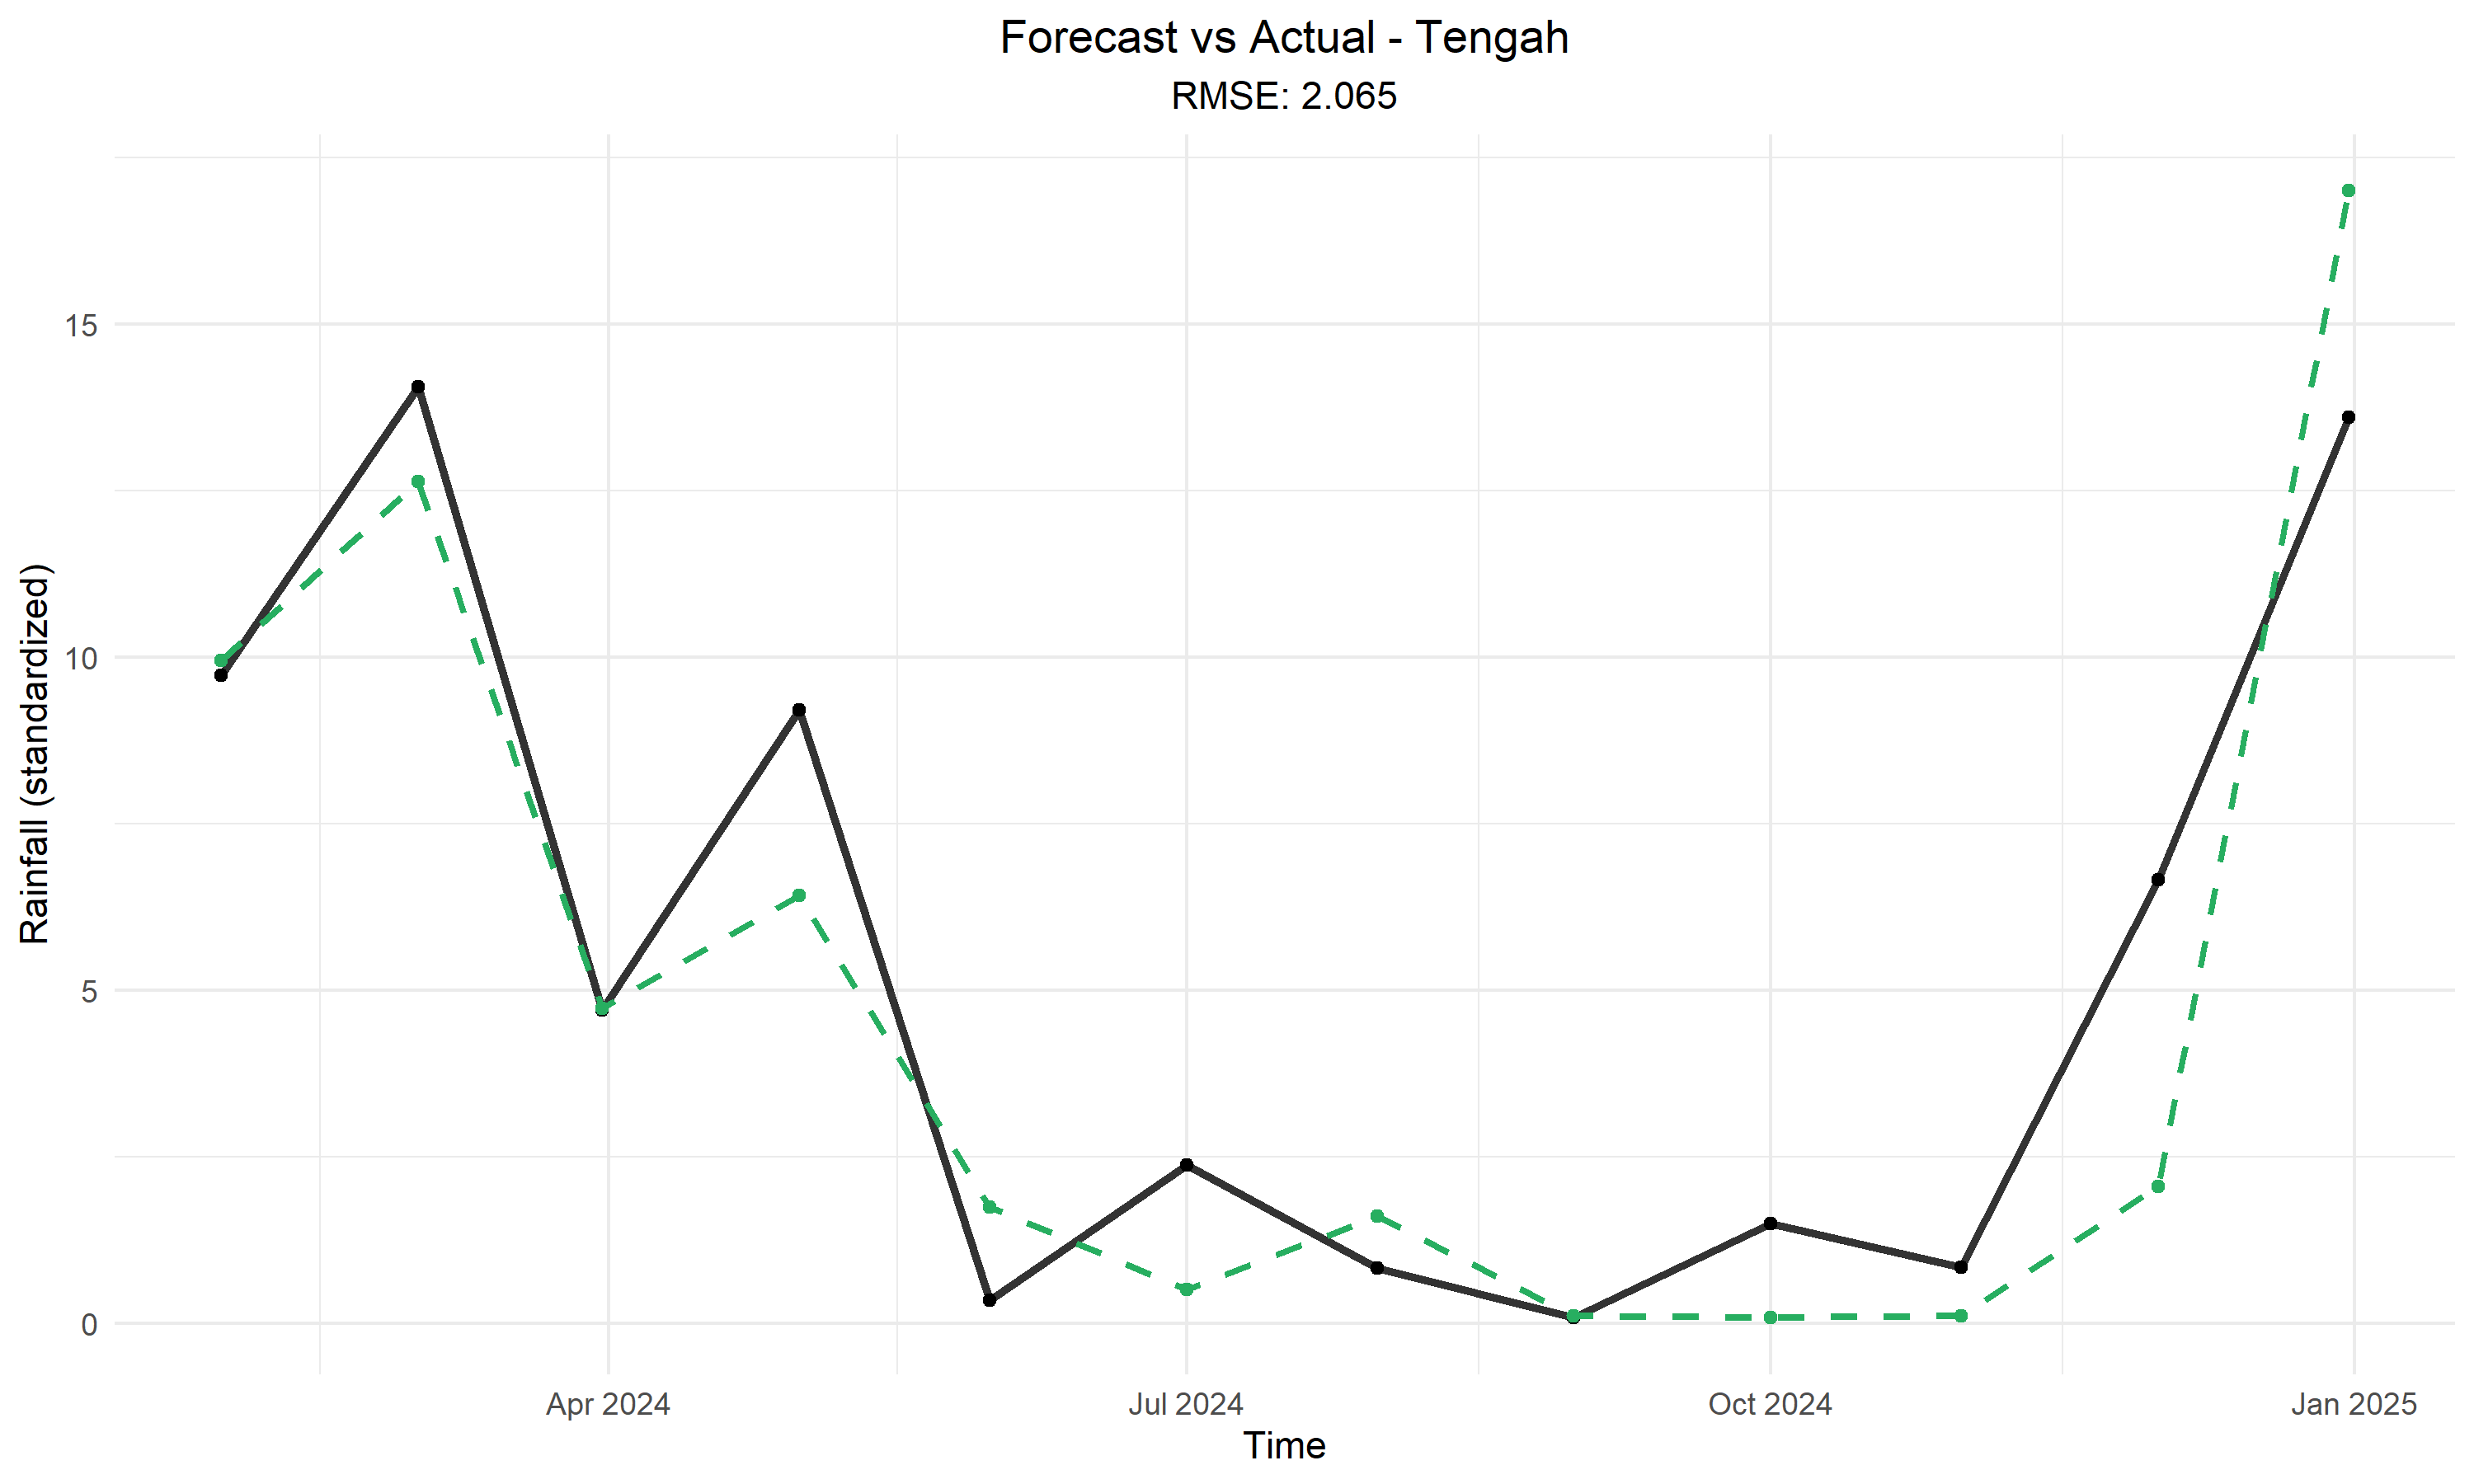 Forecast vs Actual - Tengah
RMSE: 2.065
Rainfall (standardized)
15
10
5
0
Apr 2024
Jul 2024
Oct 2024
Jan 2025
Time